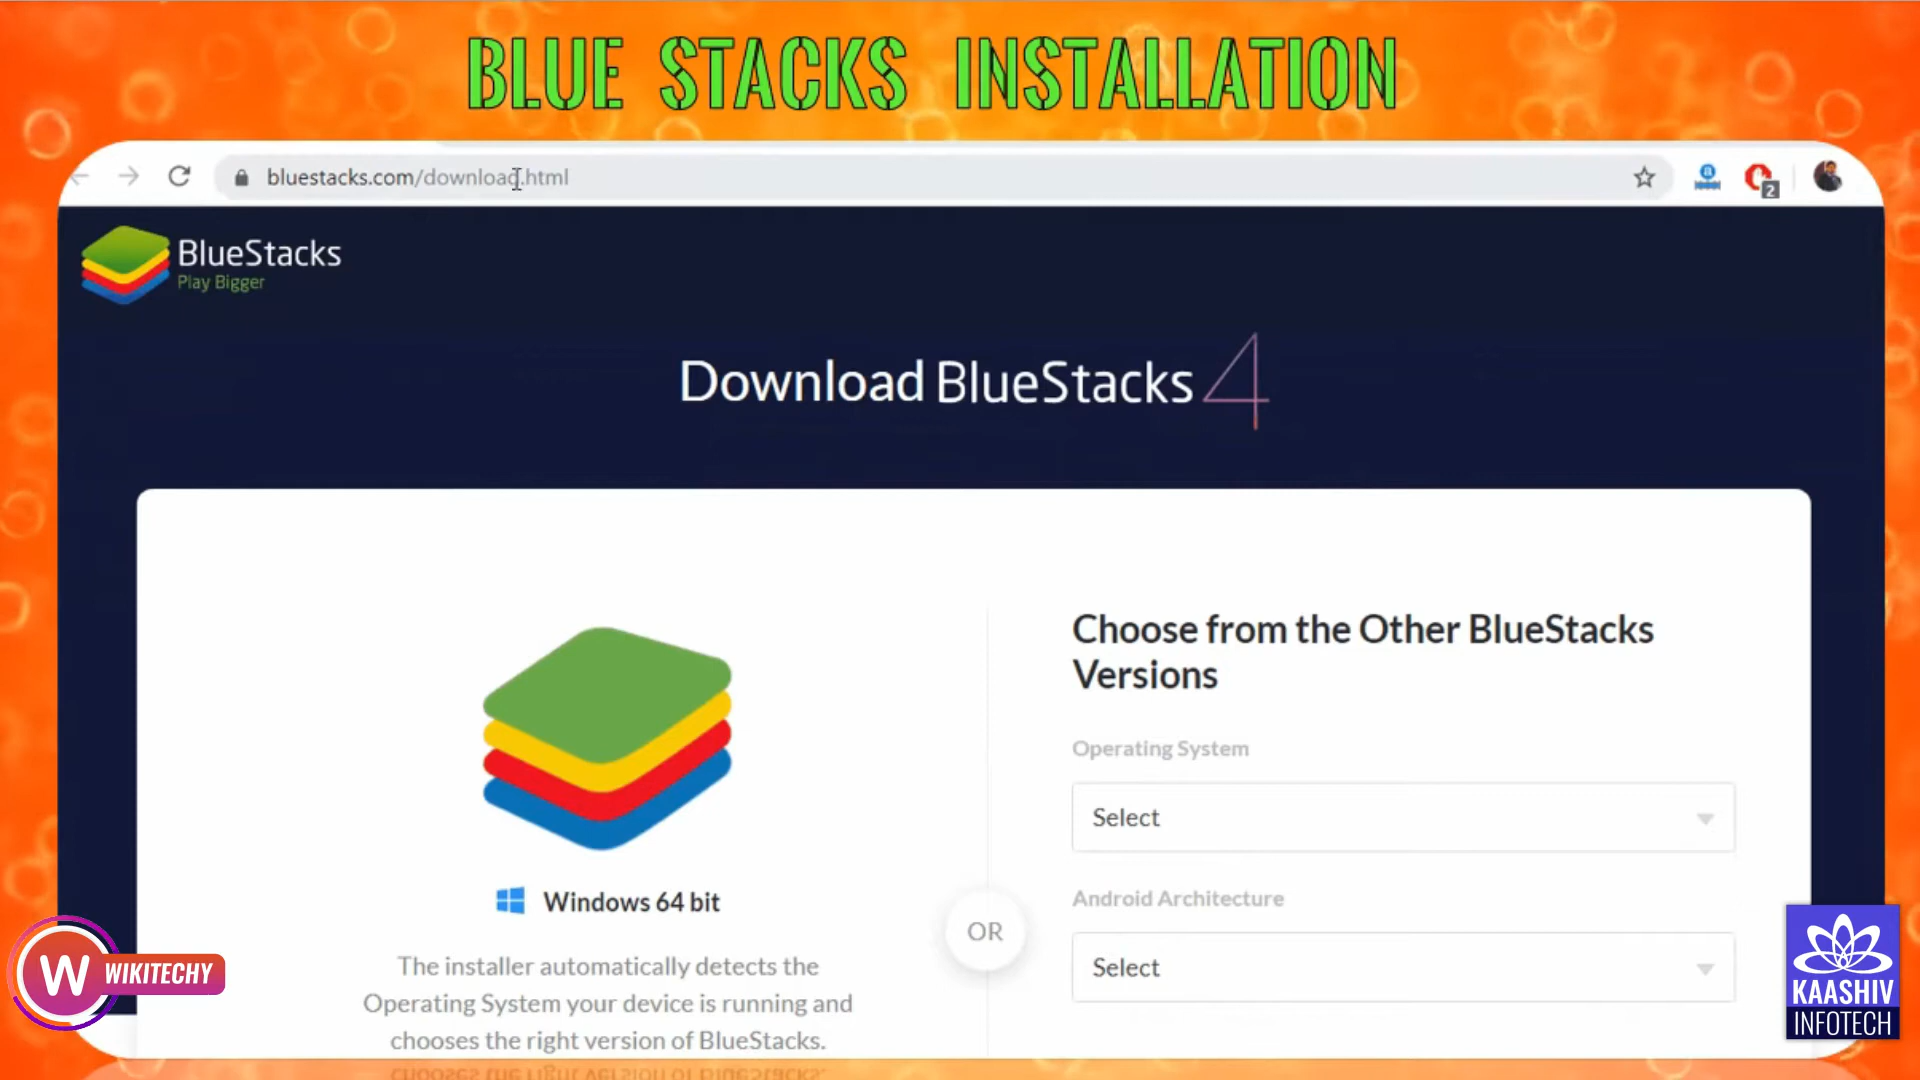 BLUE STACKS INSTALLATION
bluestacks.com/download.html
2
BlueStacks
Play Bigger
Download BlueStacks 4
Choose from the Other BlueStacks
Versions
Operating System
Select
Windows 64 bit
Android Architecture
OR
Select
The installer automatically detects the
Operating System your device is running and
chooses the right version of BlueStacks.
W WIKITECHY
KAASHIV
INFOTECH